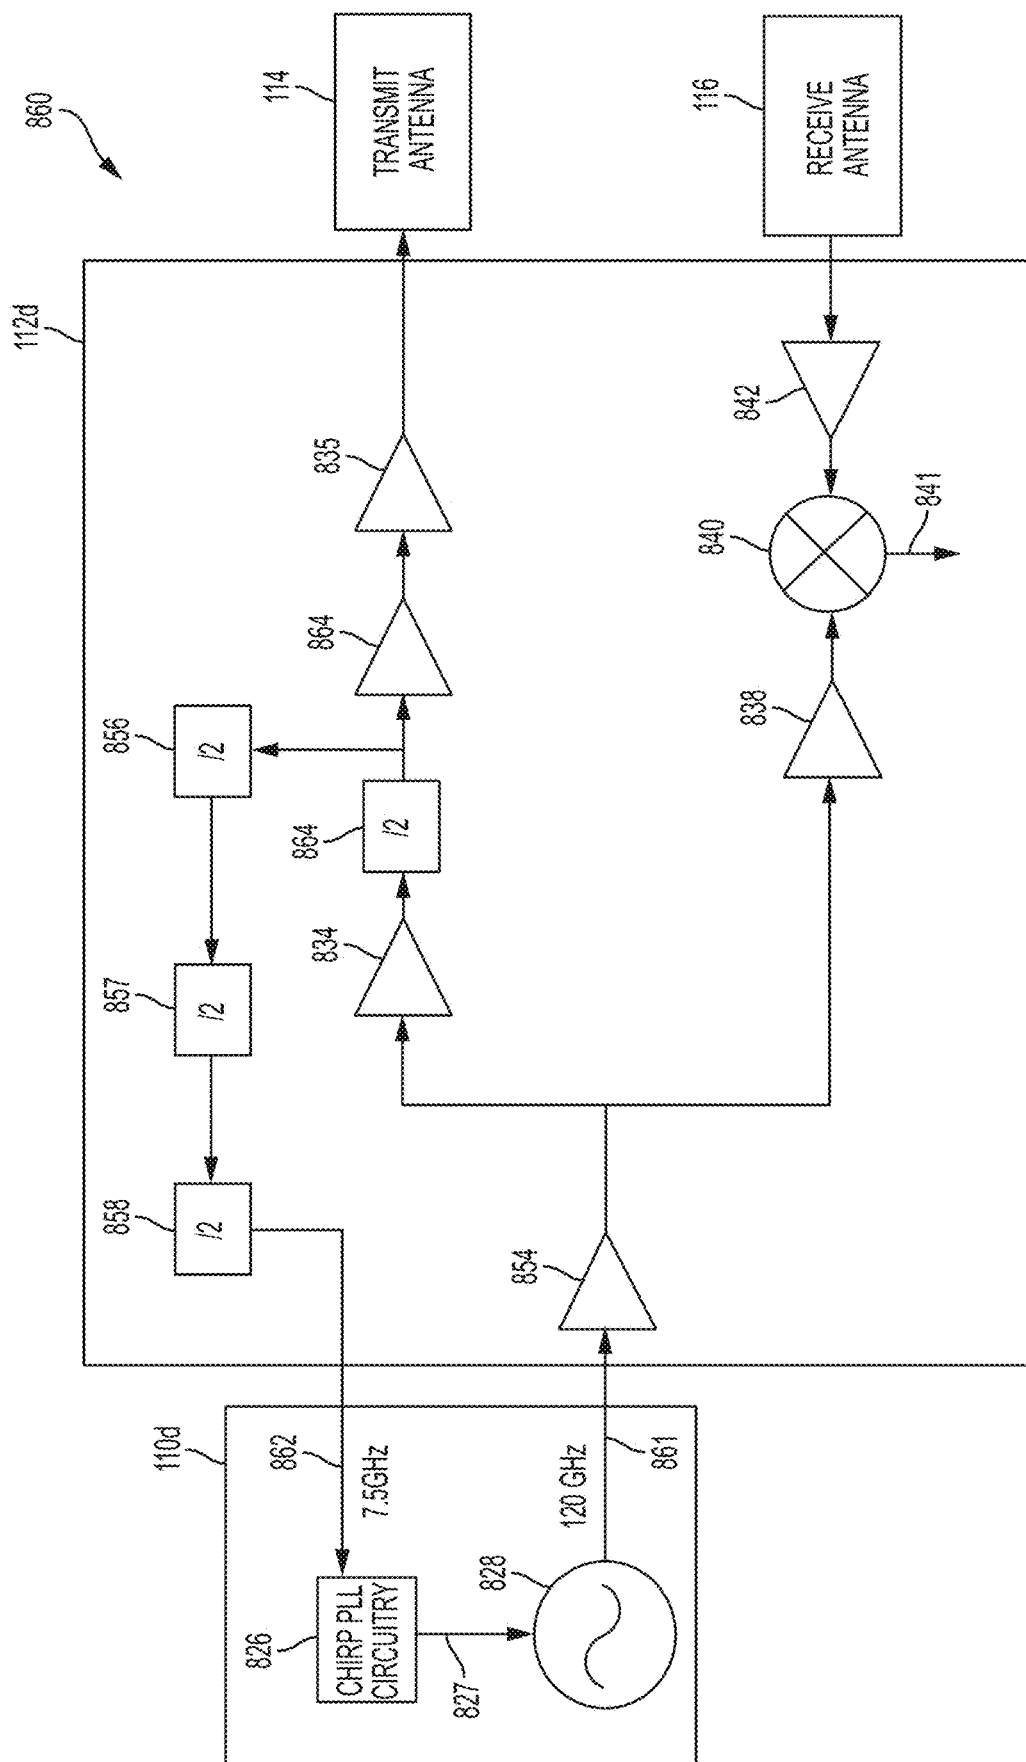 860
110d
826
CHIRP PLL
CIRCUITRY
827
828
862
7.5GHz
120 GHz
861
112d
858
/2
857
/2
856
/2
854
834
864
/2
864
835
838
840
841
842
114
TRANSMIT
ANTENNA
116
RECEIVE
ANTENNA